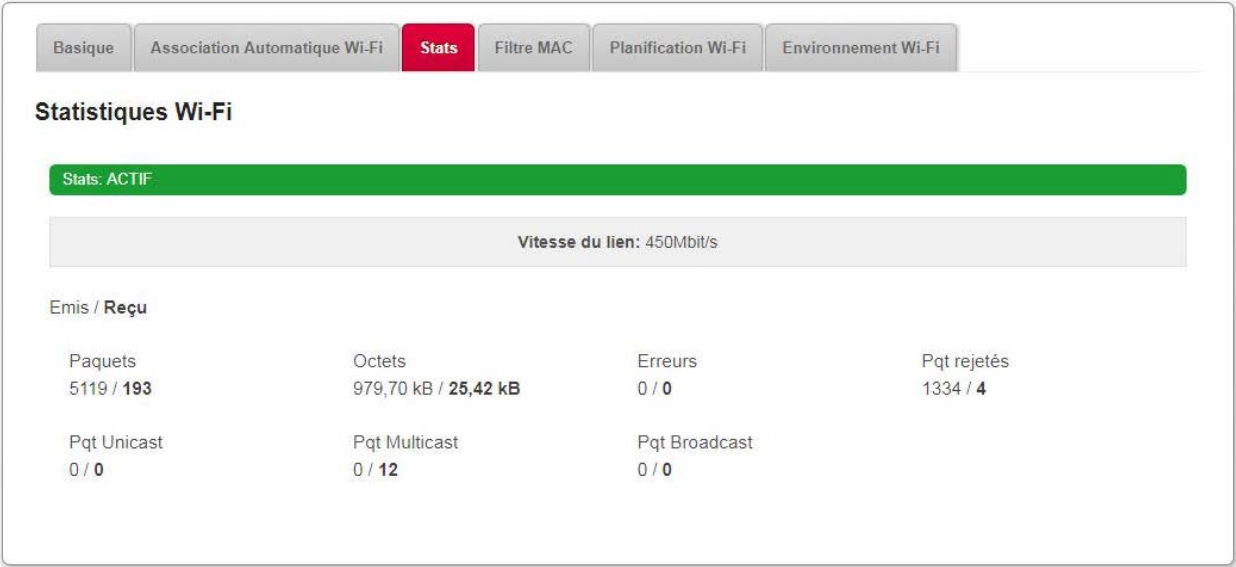 Basique Association Automatique Wi-Fi Stats Filtre MAC Planification Wi-Fi Environnement Wi-Fi
Statistiques Wi-Fi
Stats: ACTIF
Vitesse du lien: 450Mbit/s
Emis / Reçu
Paquets Octets Erreurs Pqt rejetés
5119 / 193 979,70 kB / 25,42 kB 0 / 0 1334 / 4
Pqt Unicast Pqt Multicast Pqt Broadcast
0 / 0 0 / 12 0 / 0